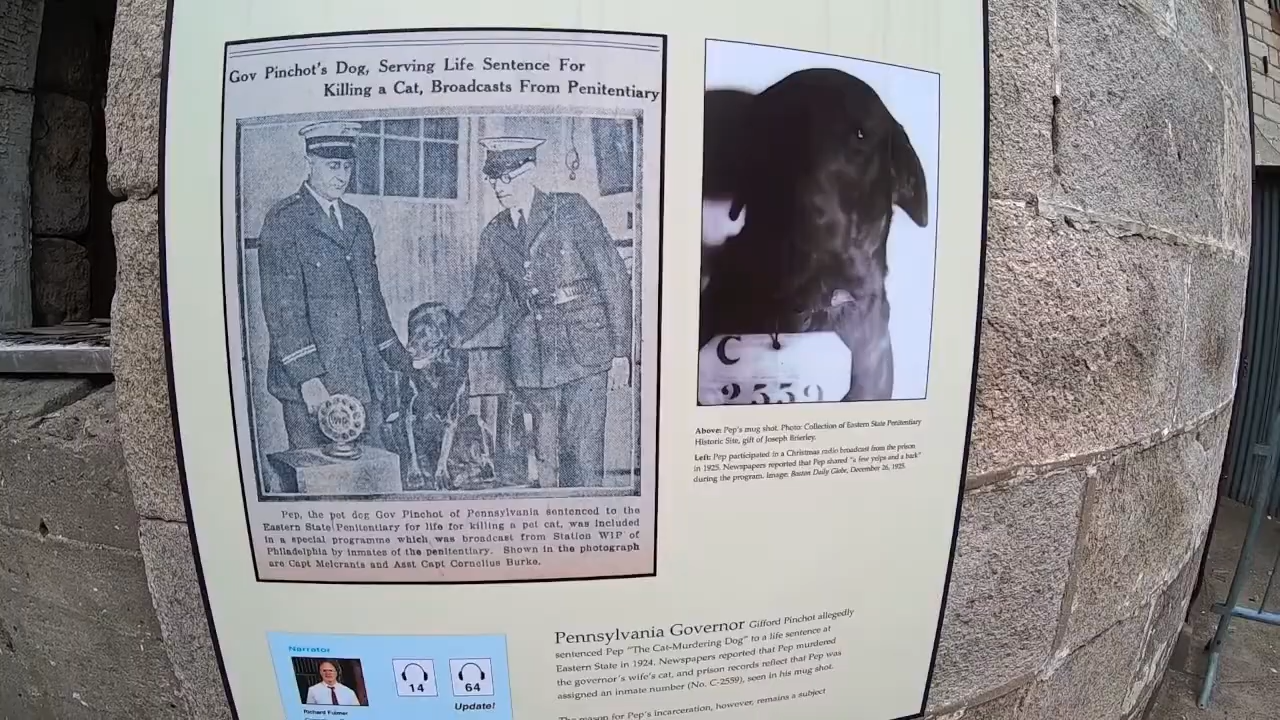 Gov Pinchot's Dog, Serving Life Sentence For
Killing a Cat, Broadcasts From Penitentiary
WIP
Pep, the pet dog Gov Pinchot of Pennsylvania sentenced to the
Eastern State Penitentiary for life for killing a pet cat, was included
in a special programme which was broadcast from Station WIP of
Philadelphia by inmates of the penitentiary. Shown in the photograph
are Capt Melcrants and Asst Capt Cornelius Burke.
C
2559
Above: Pep's mug shot. Photo: Collection of Eastern State Penitentiary
Historic Site, gift of Joseph Brierley.
Left: Pep participated in a Christmas radio broadcast from the prison
in 1925. Newspapers reported that Pep shared "a few yelps and a bark"
during the program. Image: Boston Daily Globe, December 26, 1925.
Narrator
14
64
Update!
Richard Fulmer
Pennsylvania Governor Gifford Pinchot allegedly
sentenced Pep "The Cat-Murdering Dog" to a life sentence at
Eastern State in 1924. Newspapers reported that Pep murdered
the governor's wife's cat, and prison records reflect that Pep was
assigned an inmate number (No. C-2559), seen in his mug shot.
The reason for Pep's incarceration, however, remains a subject